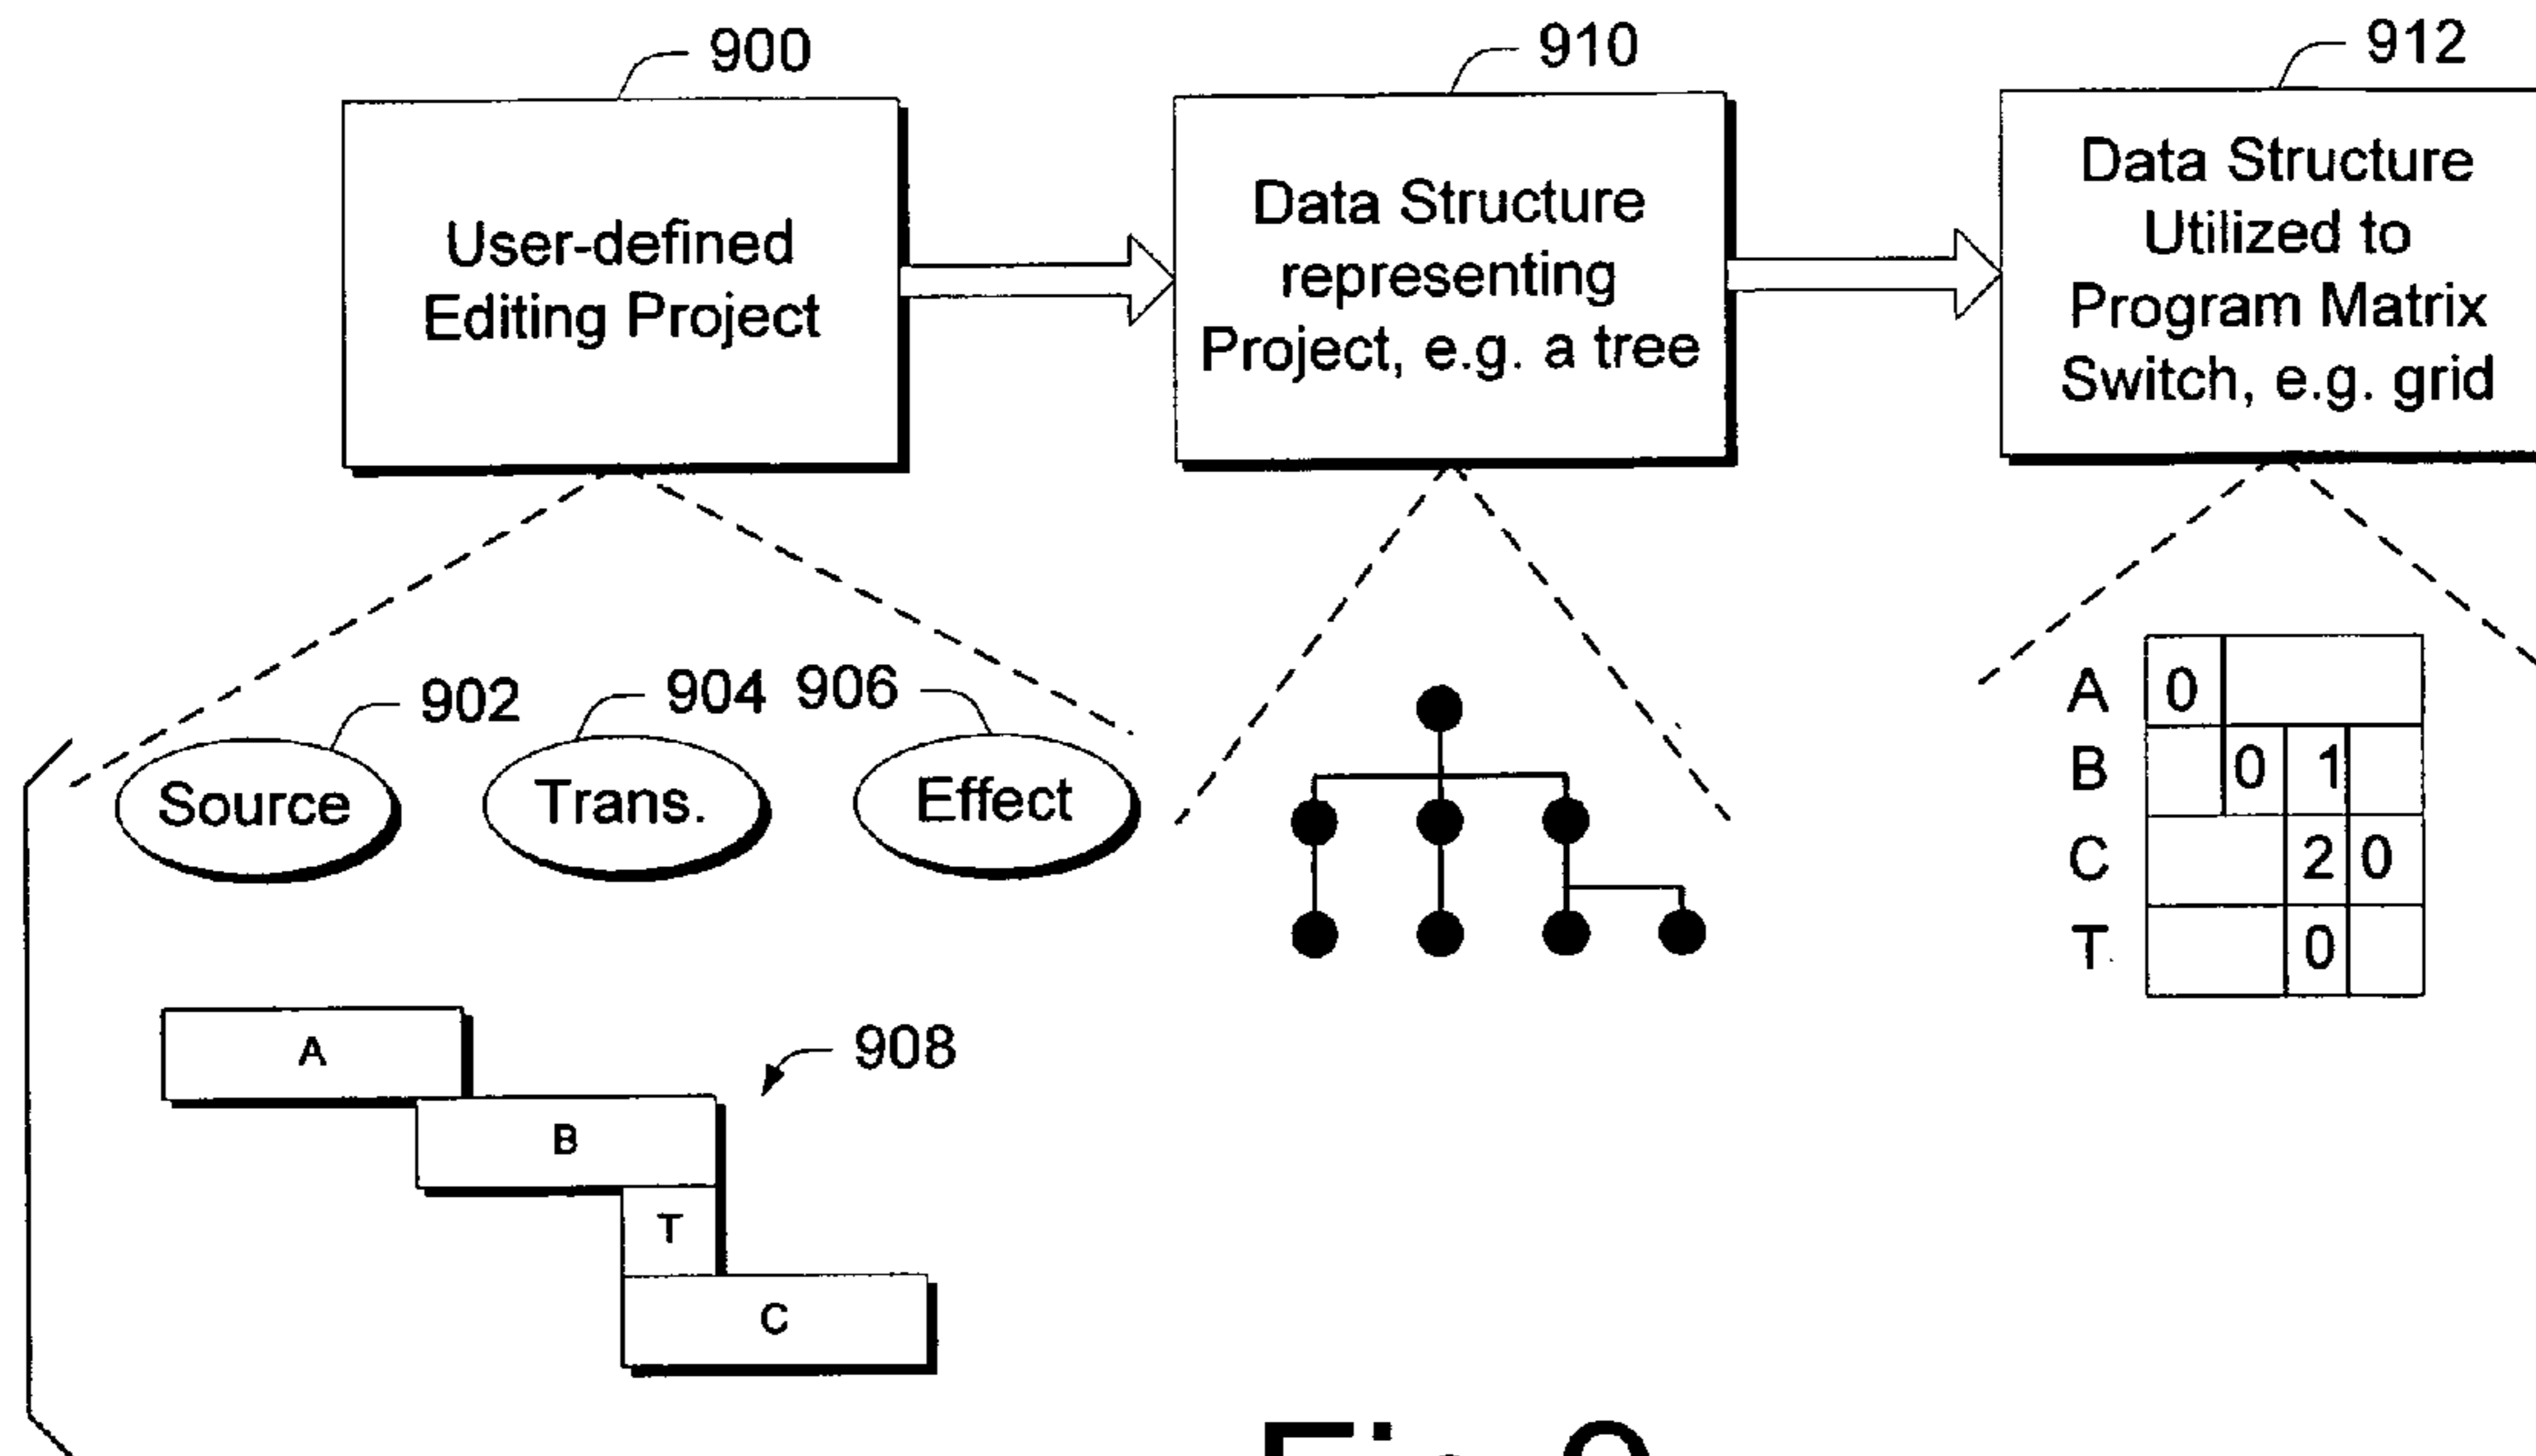 900
910
912
User-defined
Editing Project
Data Structure
representing
Project, e.g. a tree
Data Structure
Utilized to
Program Matrix
Switch, e.g. grid
902
904
906
Source
Trans.
Effect
A 0
B 0 1
C 2 0
T 0
A
908
B
T
C